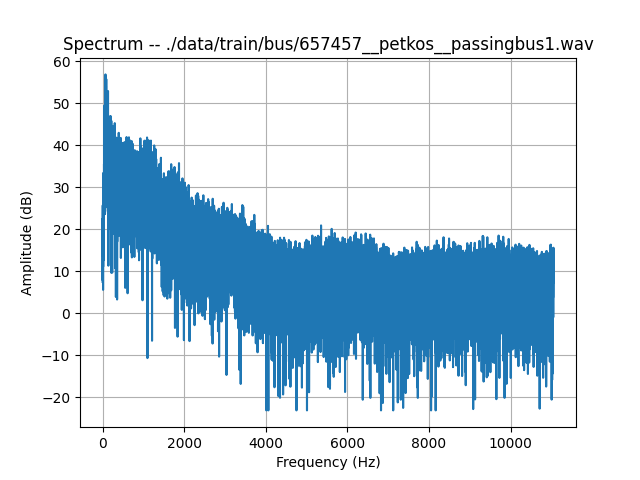 Spectrum -- ./data/train/bus/657457__petkos__passingbus1.wav
60
50
40
30
20
10
0
−10
−20
Amplitude (dB)
0 2000 4000 6000 8000 10000
Frequency (Hz)